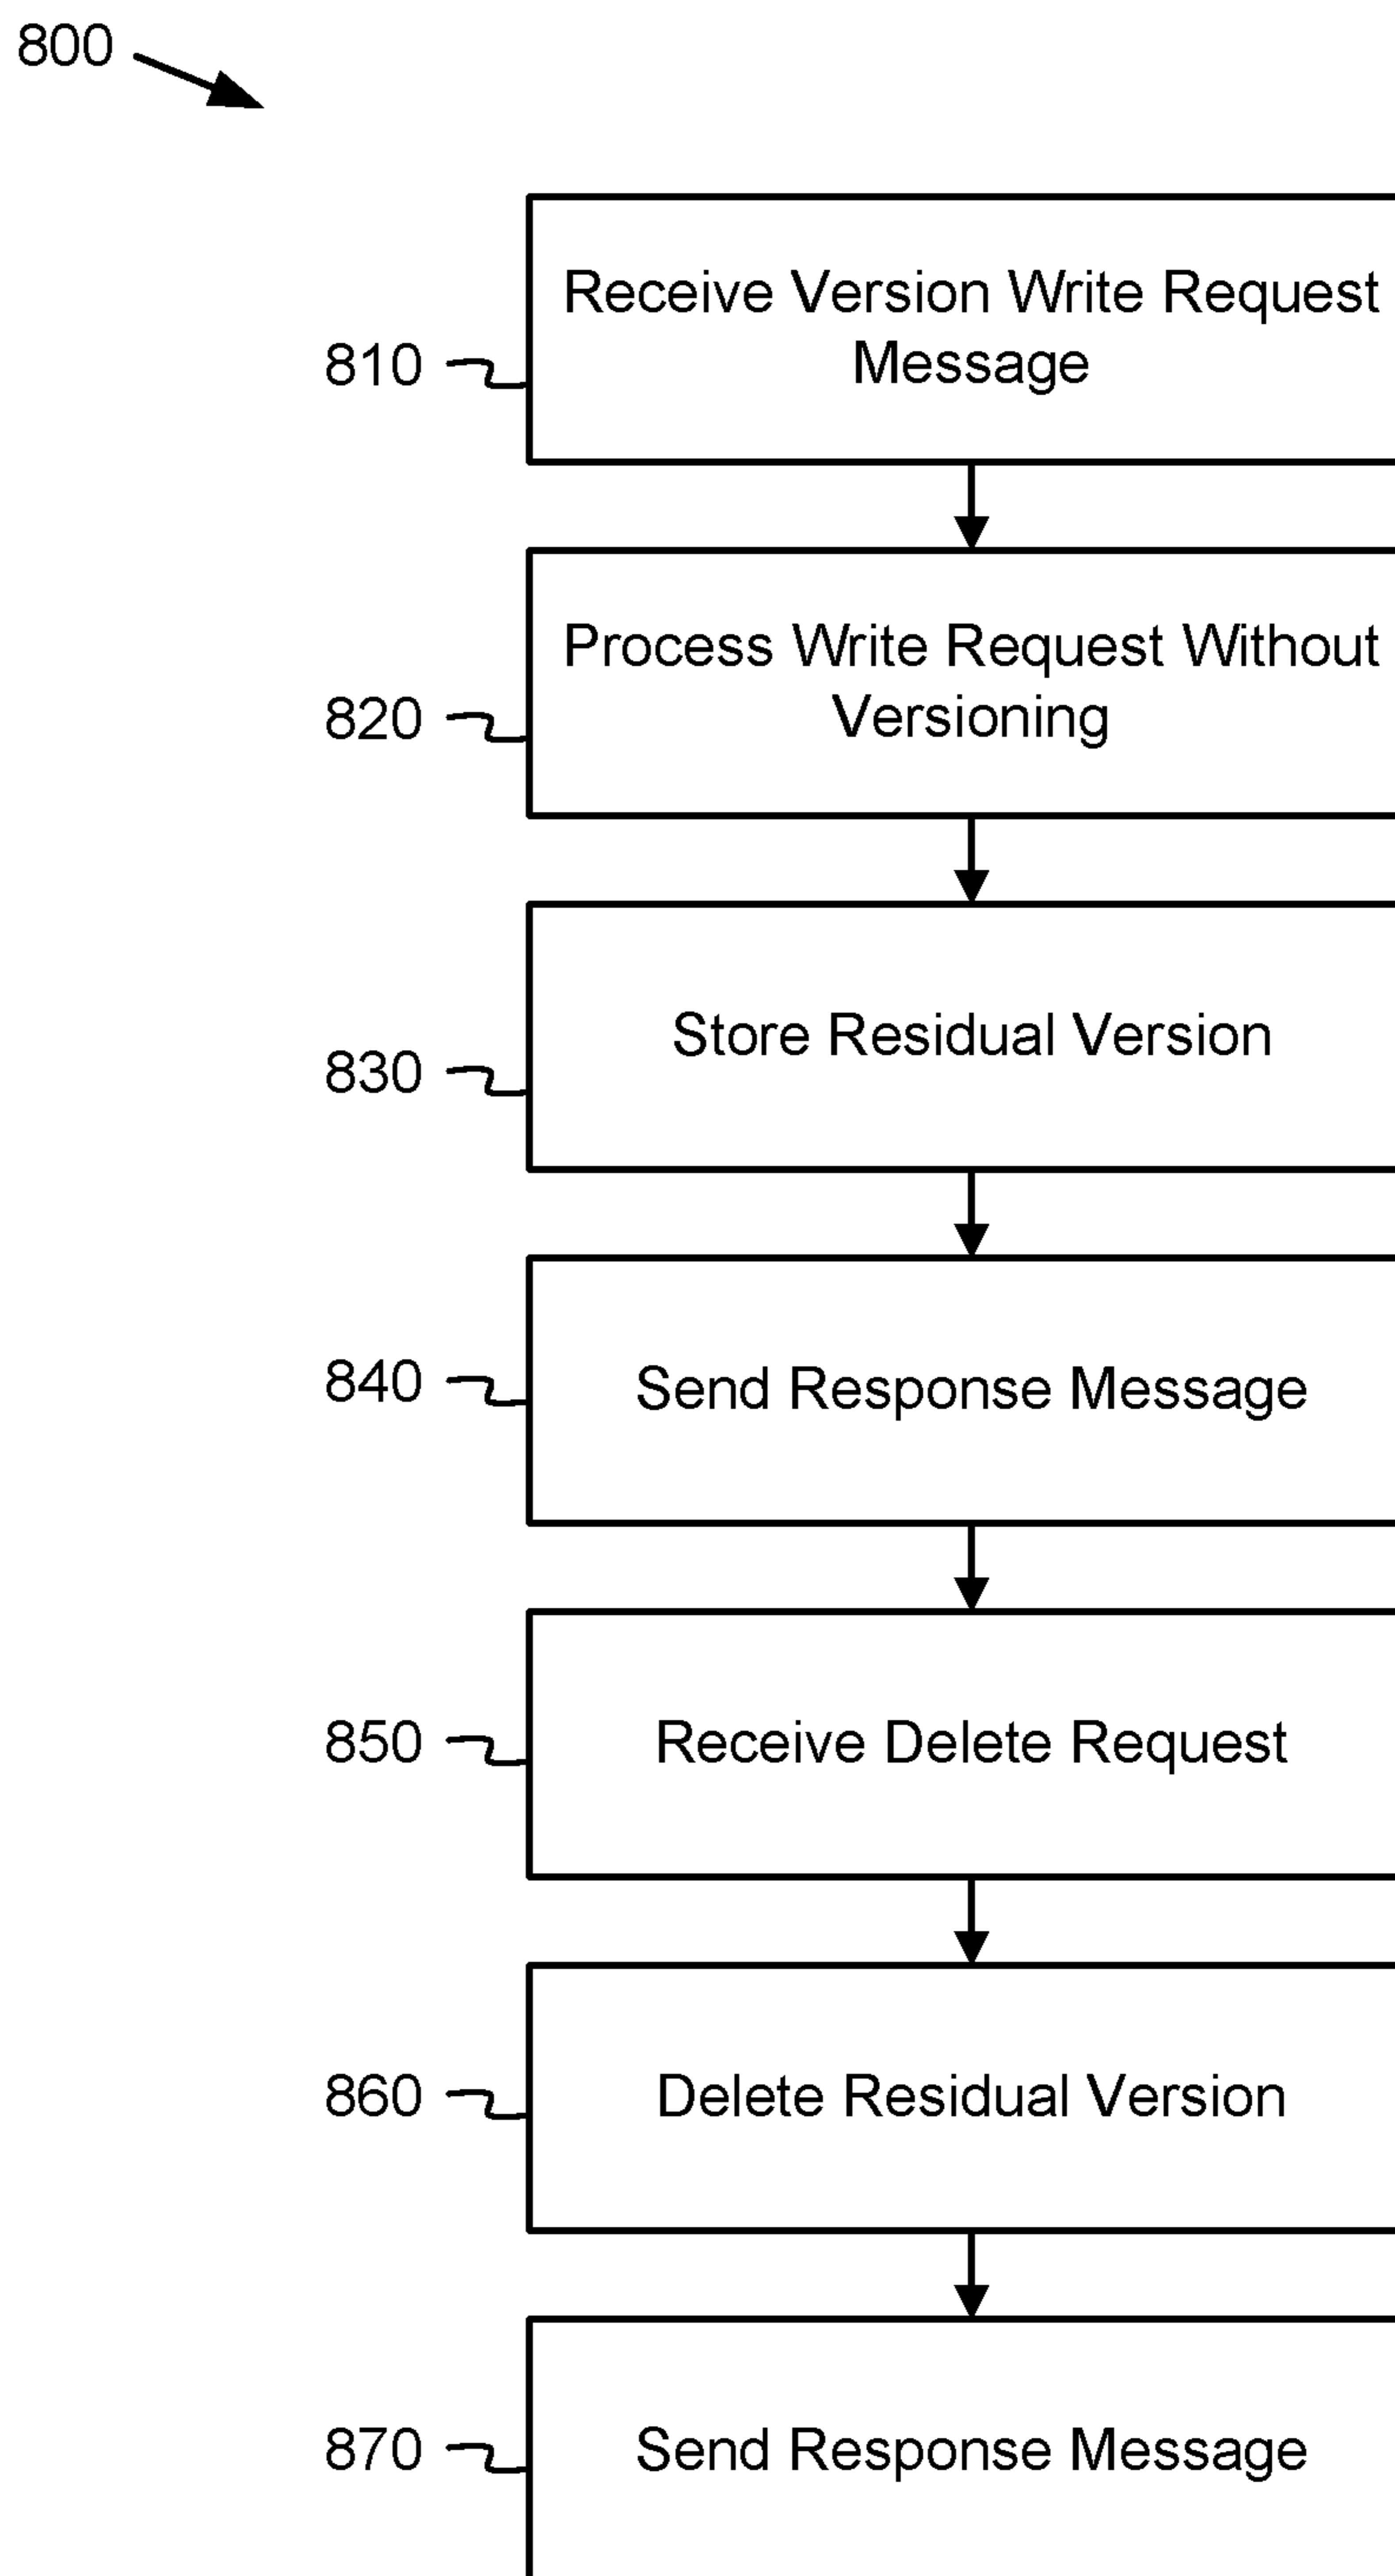 800
Receive Version Write Request
Message
810
Process Write Request Without
Versioning
820
Store Residual Version
830
Send Response Message
840
Receive Delete Request
850
Delete Residual Version
860
Send Response Message
870